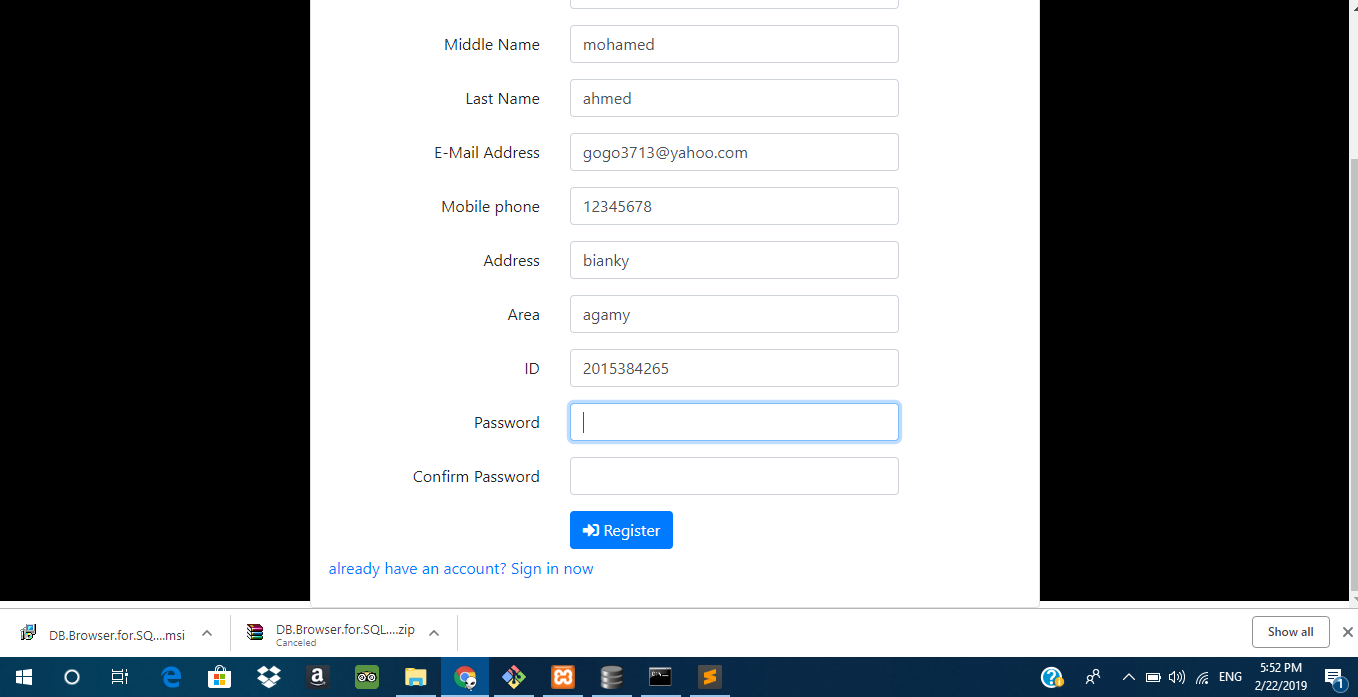 Middle Name mohamed
Last Name ahmed
E-Mail Address gogo3713@yahoo.com
Mobile phone 12345678
Address bianky
Area agamy
ID 2015384265
Password
Confirm Password
Register
already have an account? Sign in now
DB.Browser.for.SQ....msi
DB.Browser.for.SQL....zip
Canceled
Show all
a
ENG
5:52 PM
2/22/2019
1